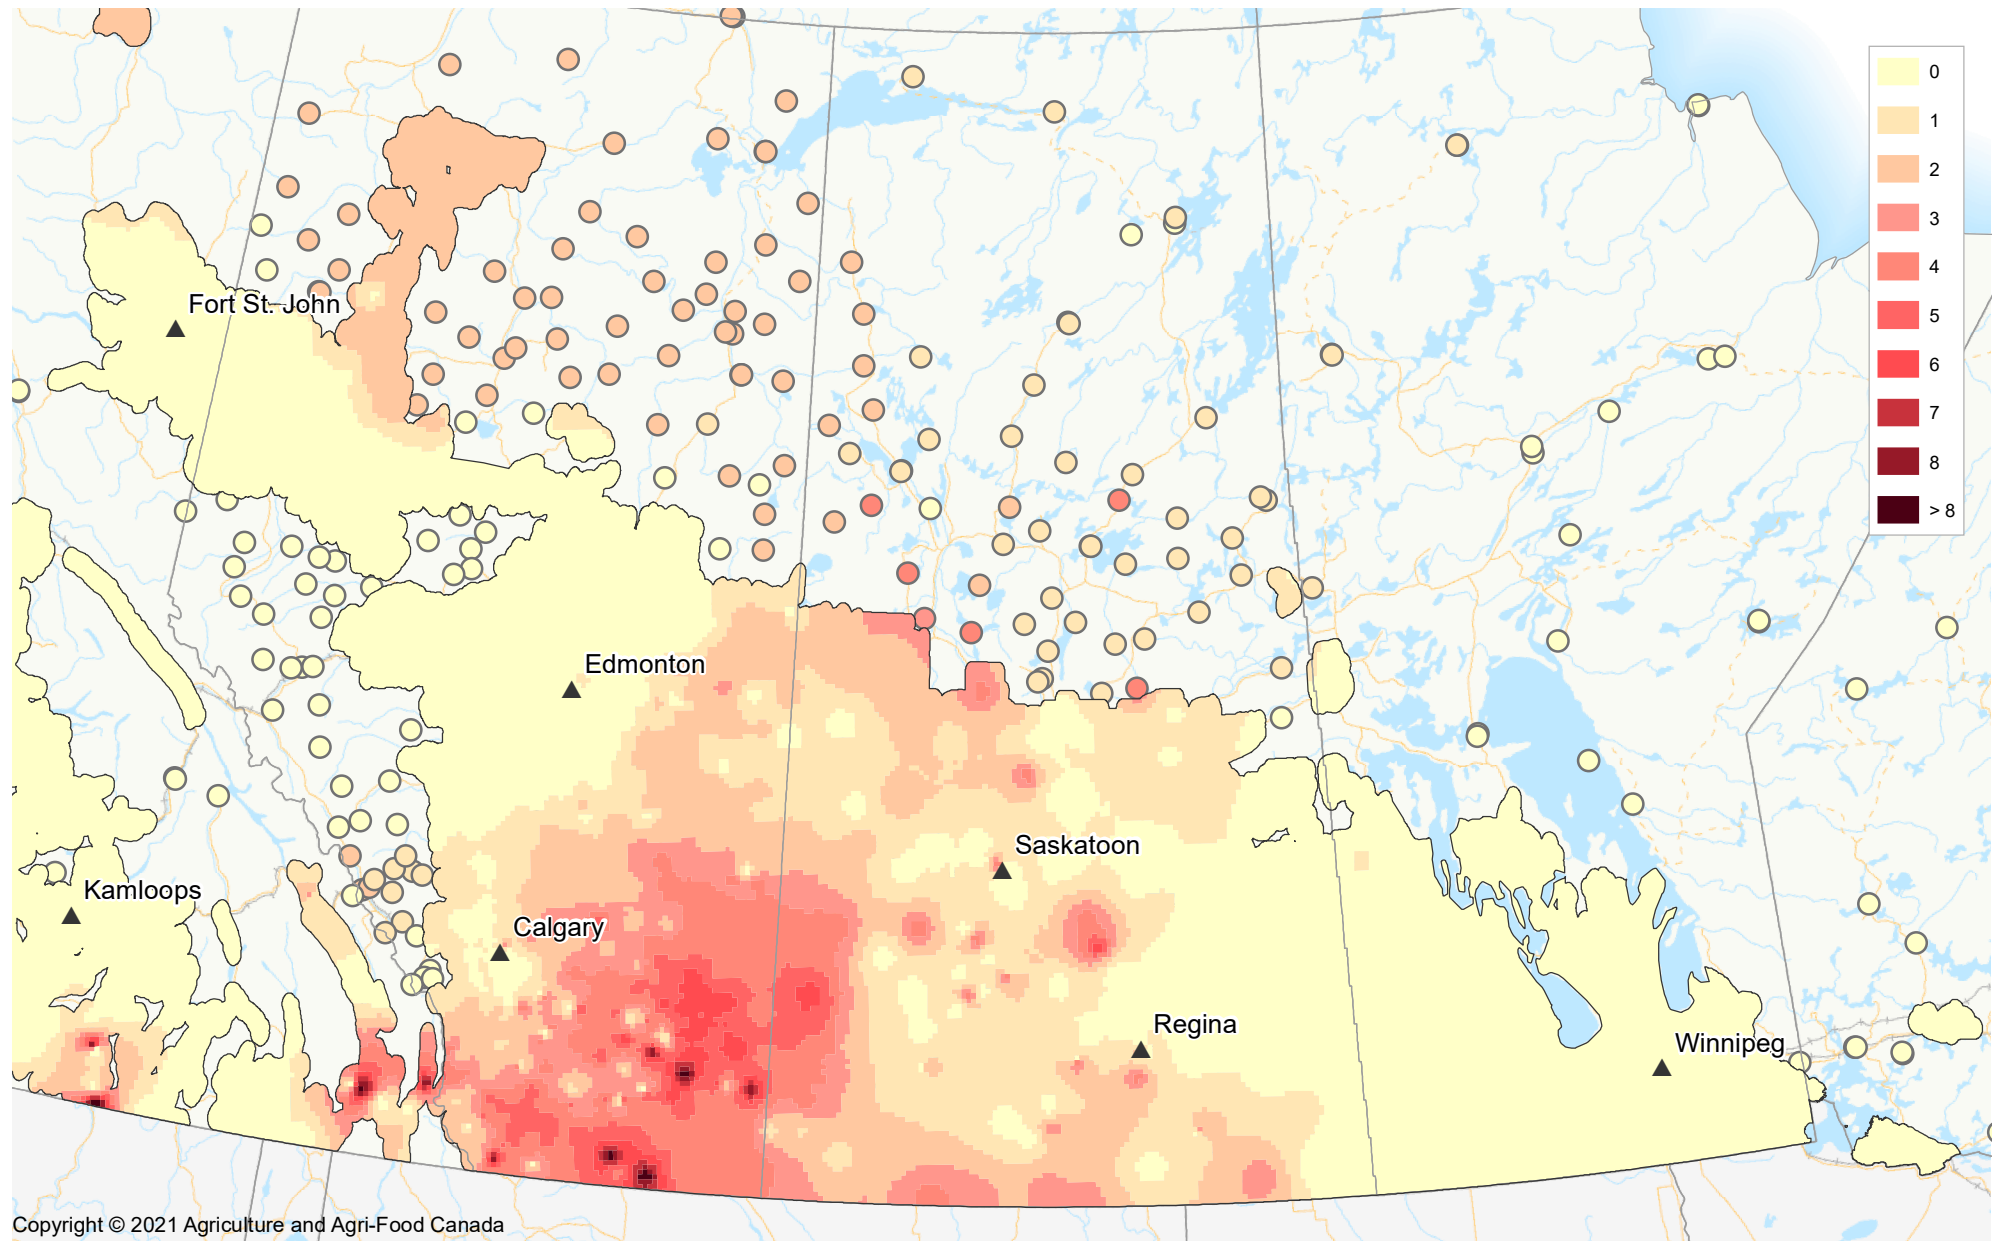 0
1
2
3
4
5
6
7
8
> 8
Fort St. John
Edmonton
Saskatoon
Kamloops
Calgary
Regina
Winnipeg
Copyright © 2021 Agriculture and Agri-Food Canada